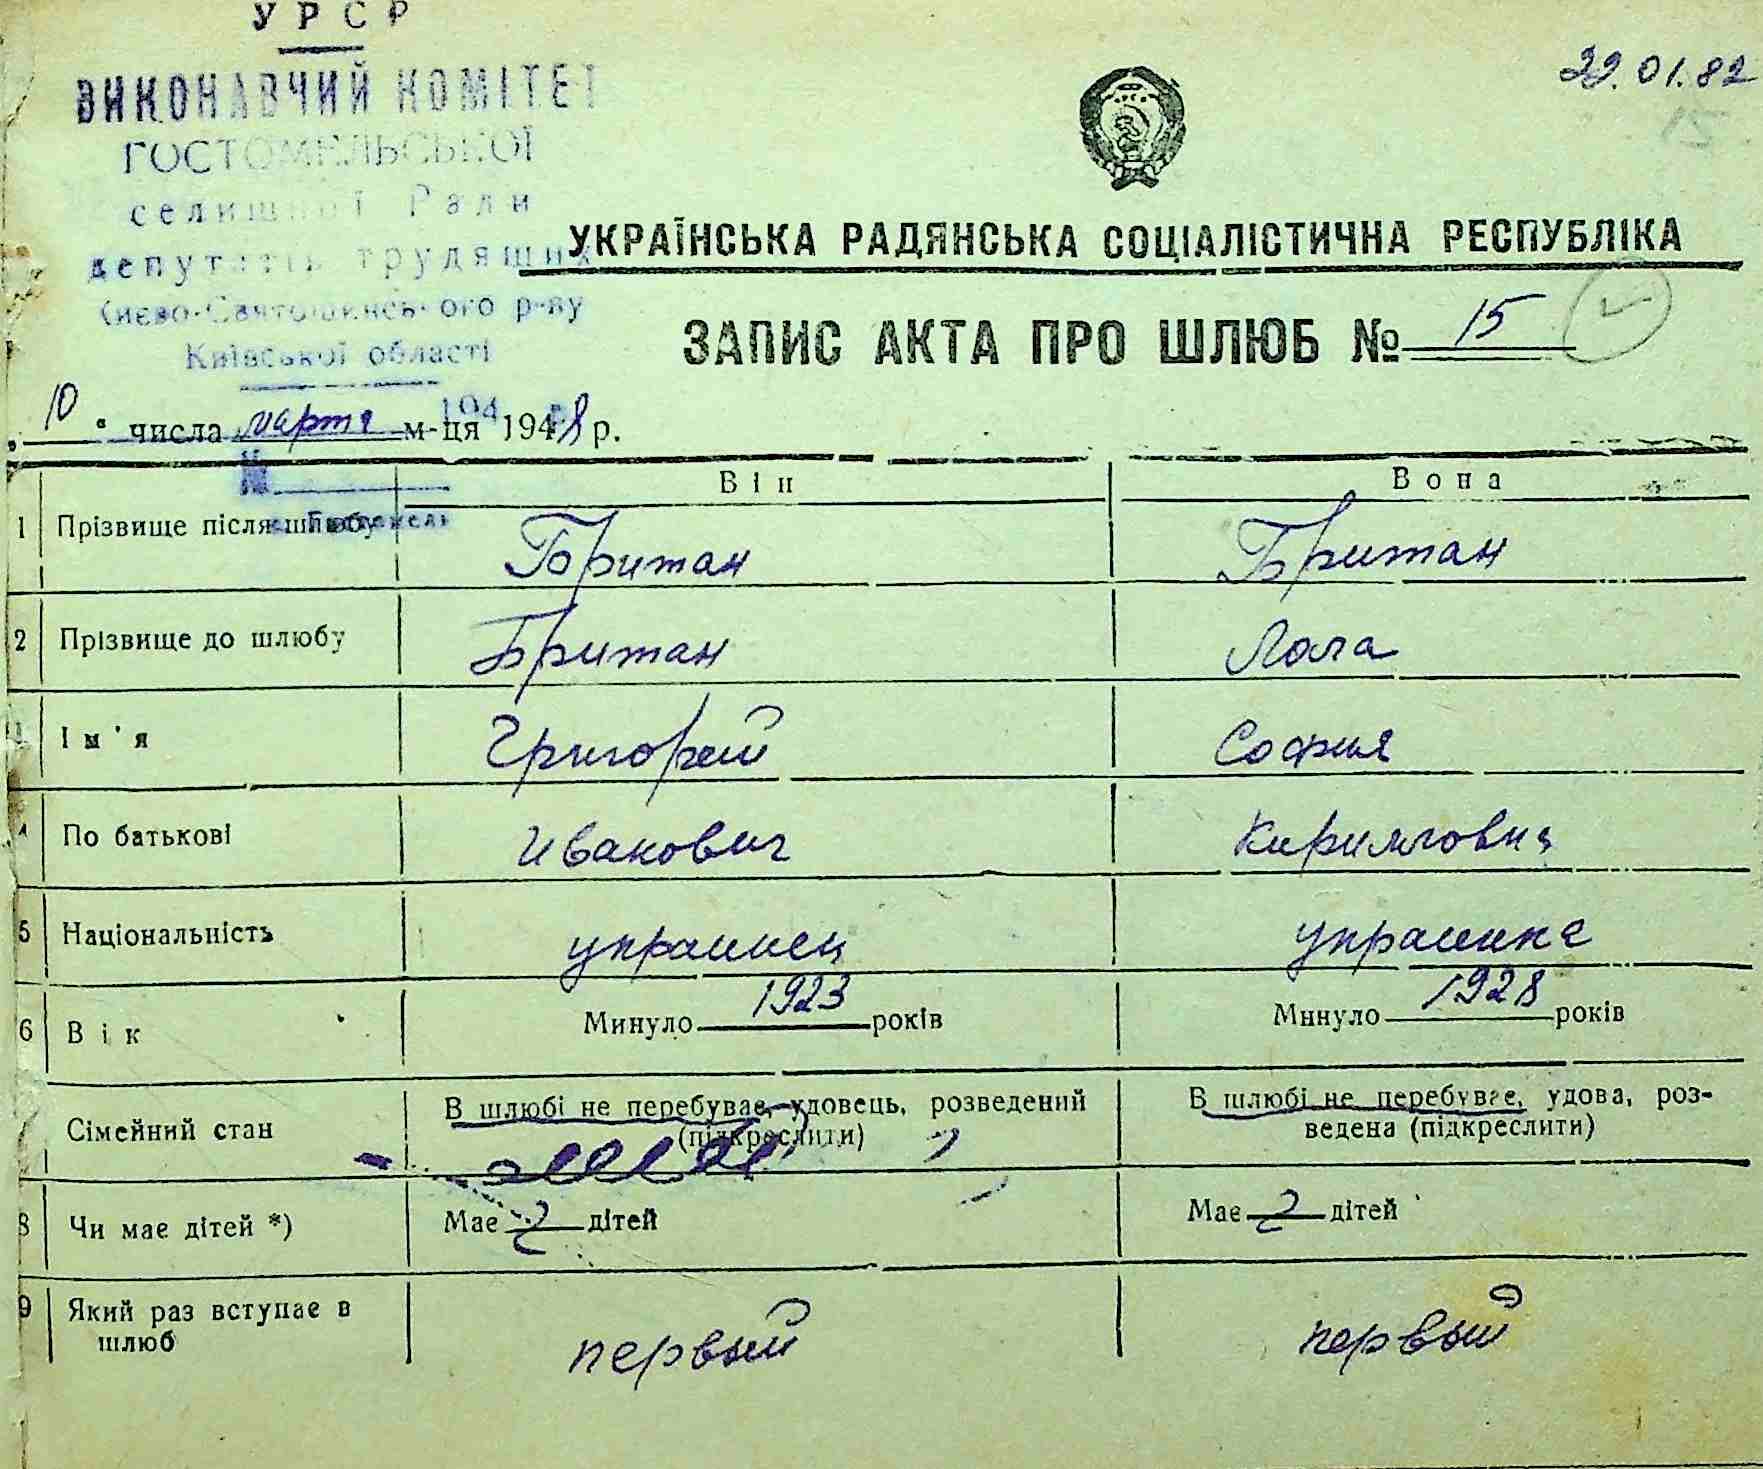 УРСР
ВИКОНАВЧИЙ КОМІТЕТ
ГОСТОМЕЛЬСЬКОЇ
селищної Ради
депутатів трудящих
Києво-Святошинського р-ну
Київської області
194
№
22.01.82
15
УКРАЇНСЬКА РАДЯНСЬКА СОЦІАЛІСТИЧНА РЕСПУБЛІКА
ЗАПИС АКТА ПРО ШЛЮБ № 15
„10“ числа марта м-ця 1948 р.
Він Вона
1 Прізвище після шлюбу Британ Британ
2 Прізвище до шлюбу Британ Лола
Ім'я Григорий София
4 По батькові Иванович Кирилловна
5 Національність украинец украинка
6 Вік Минуло 1923 років Минуло 1928 років
Сімейний стан В шлюбі не перебуває, удовець, розведений (підкреслити) В шлюбі не перебуває, удова, розведена (підкреслити)
8 Чи має дітей *) Має 2 дітей Має 2 дітей
9 Який раз вступає в шлюб первый первый